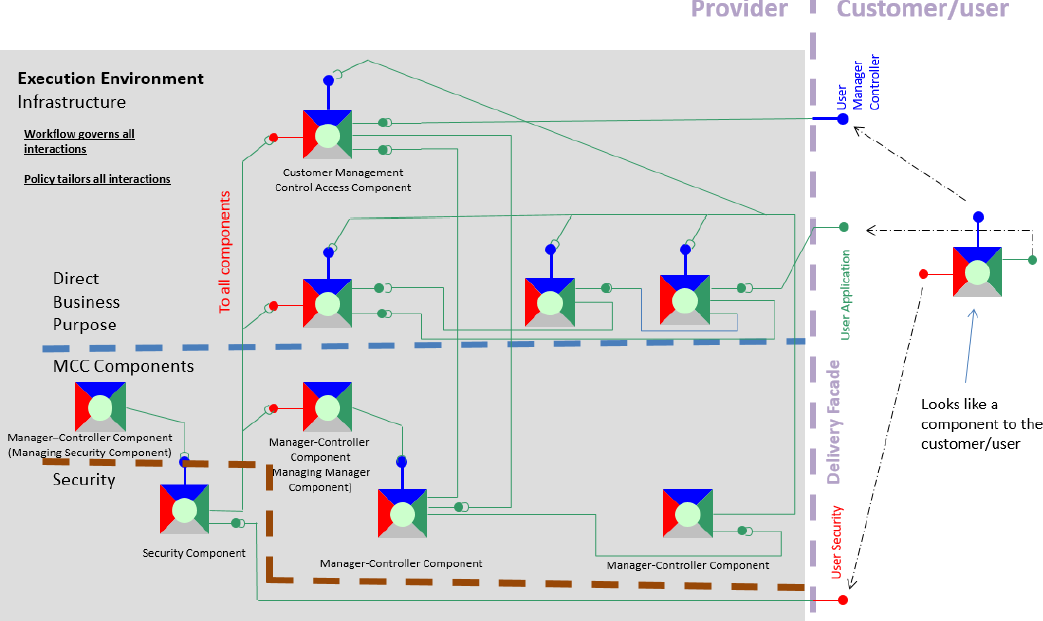 Provider
Customer/user
Execution Environment
Infrastructure
Workflow governs all
interactions
Policy tailors all interactions
To all components
Customer Management
Control Access Component
User
Manager
Controller
User Application
Direct
Business
Purpose
MCC Components
Manager-Controller Component
(Managing Security Component)
Manager-Controller
Component
(Managing Manager
Component)
Security
Security Component
Manager-Controller Component
Manager-Controller Component
Delivery Facade
User Security
Looks like a
component to the
customer/user